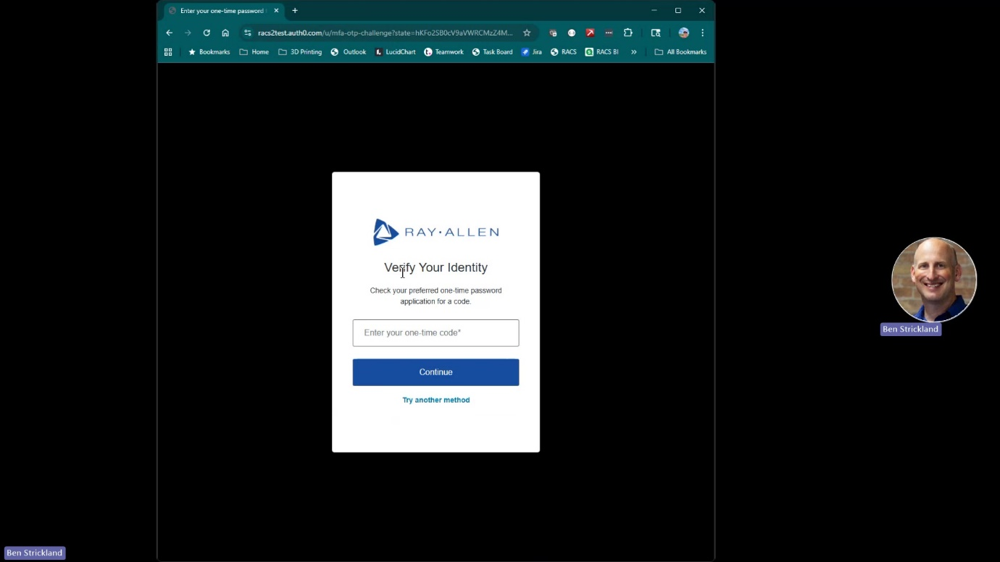 Enter your one-time password
racs2test.auth0.com/u/mfa-otp-challenge?state=hKFo2SB0cV9aVWRCMzZ4M...
Bookmarks Home 3D Printing Outlook LucidChart Teamwork Task Board Jira RACS RACS BI » All Bookmarks
RAY·ALLEN
Verify Your Identity
Check your preferred one-time password
application for a code.
Enter your one-time code*
Continue
Try another method
Ben Strickland
Ben Strickland